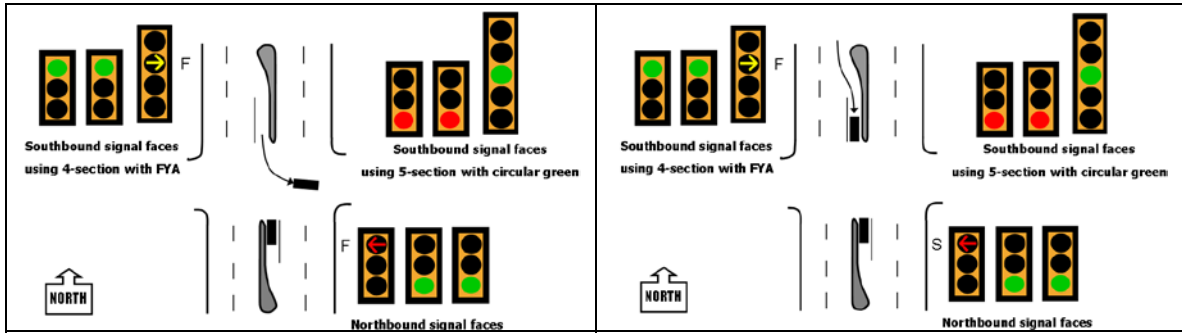 F
Southbound signal faces
using 4-section with FYA
Southbound signal faces
using 5-section with circular green
F
NORTH
Northbound signal faces
F
Southbound signal faces
using 4-section with FYA
Southbound signal faces
using 5-section with circular green
S
NORTH
Northbound signal faces